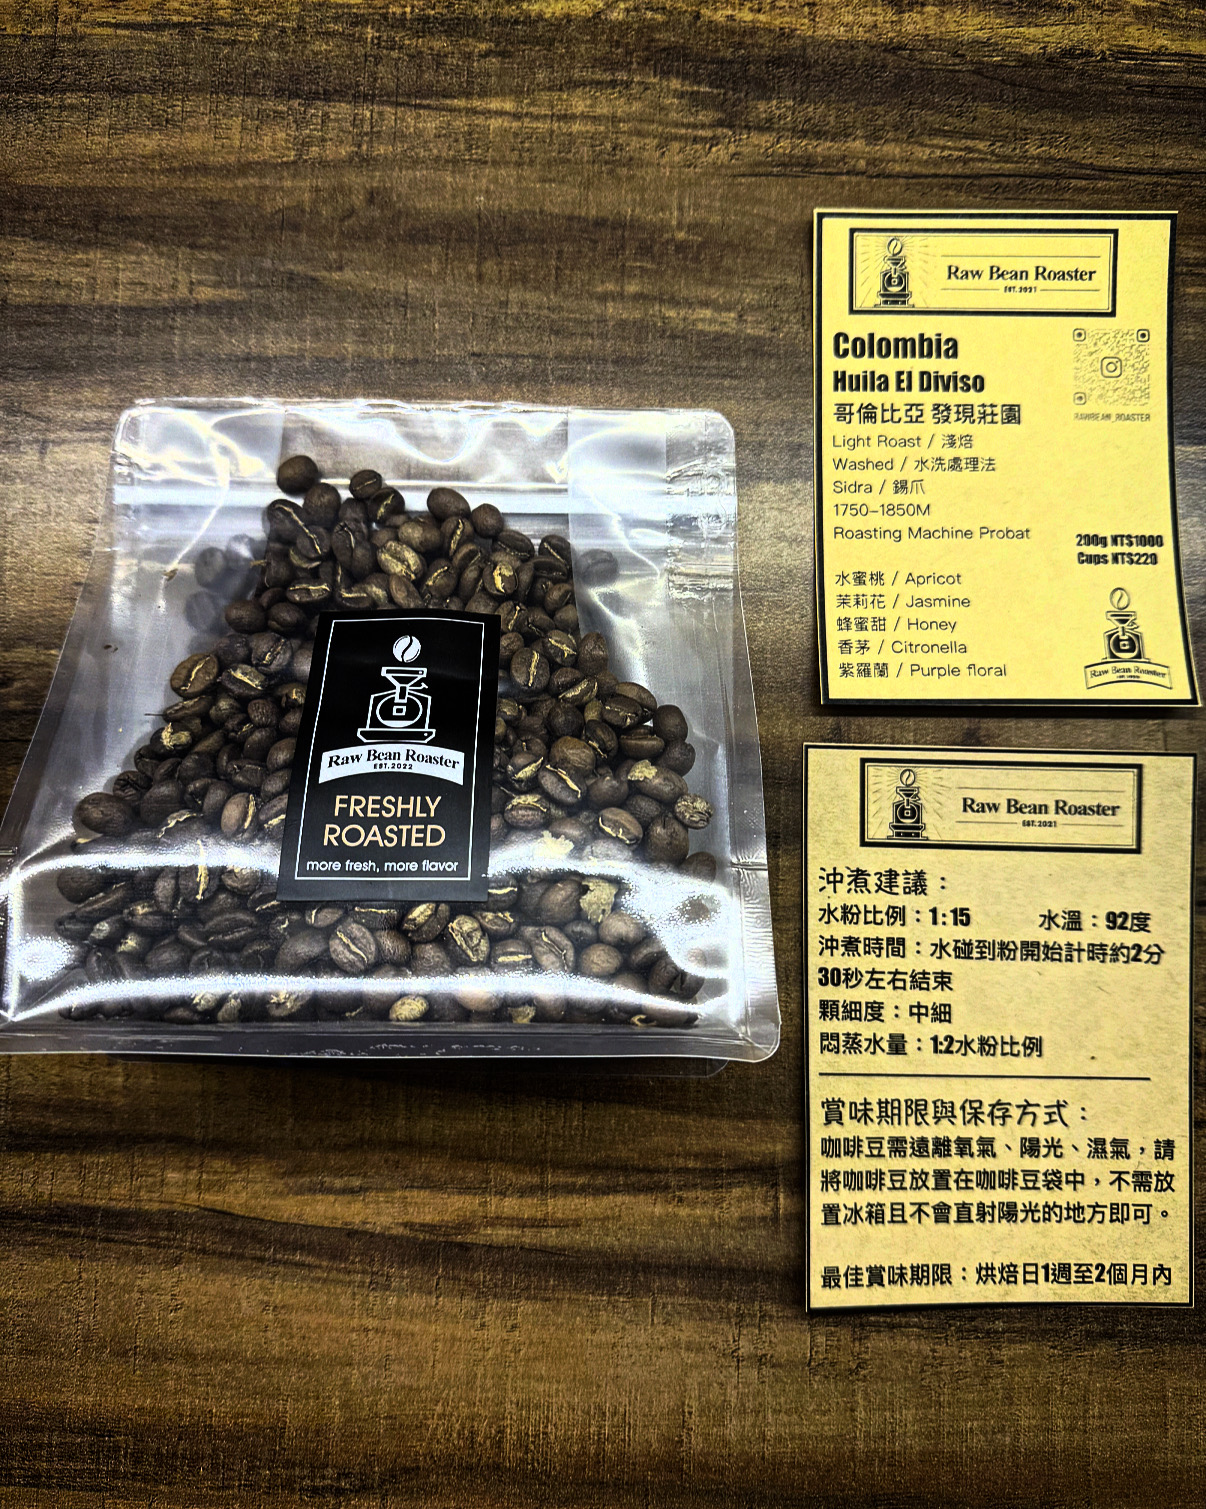 Raw Bean Roaster
EST. 2022
FRESHLY
ROASTED
more fresh, more flavor
Raw Bean Roaster
EST. 2021
Colombia
Huila El Diviso
哥倫比亞 發現莊園
Light Roast / 淺焙
Washed / 水洗處理法
Sidra / 錫爪
1750-1850M
Roasting Machine Probat
RAWBEAN_ROASTER
200g NT$1000
Cups NT$220
水蜜桃 / Apricot
茉莉花 / Jasmine
蜂蜜甜 / Honey
香茅 / Citronella
紫羅蘭 / Purple floral
Raw Bean Roaster
Raw Bean Roaster
EST. 2021
沖煮建議：
水粉比例：1:15 水溫：92度
沖煮時間：水碰到粉開始計時約2分
30秒左右結束
顆細度：中細
悶蒸水量：1:2水粉比例
賞味期限與保存方式：
咖啡豆需遠離氧氣、陽光、濕氣，請
將咖啡豆放置在咖啡豆袋中，不需放
置冰箱且不會直射陽光的地方即可。
最佳賞味期限：烘焙日1週至2個月內